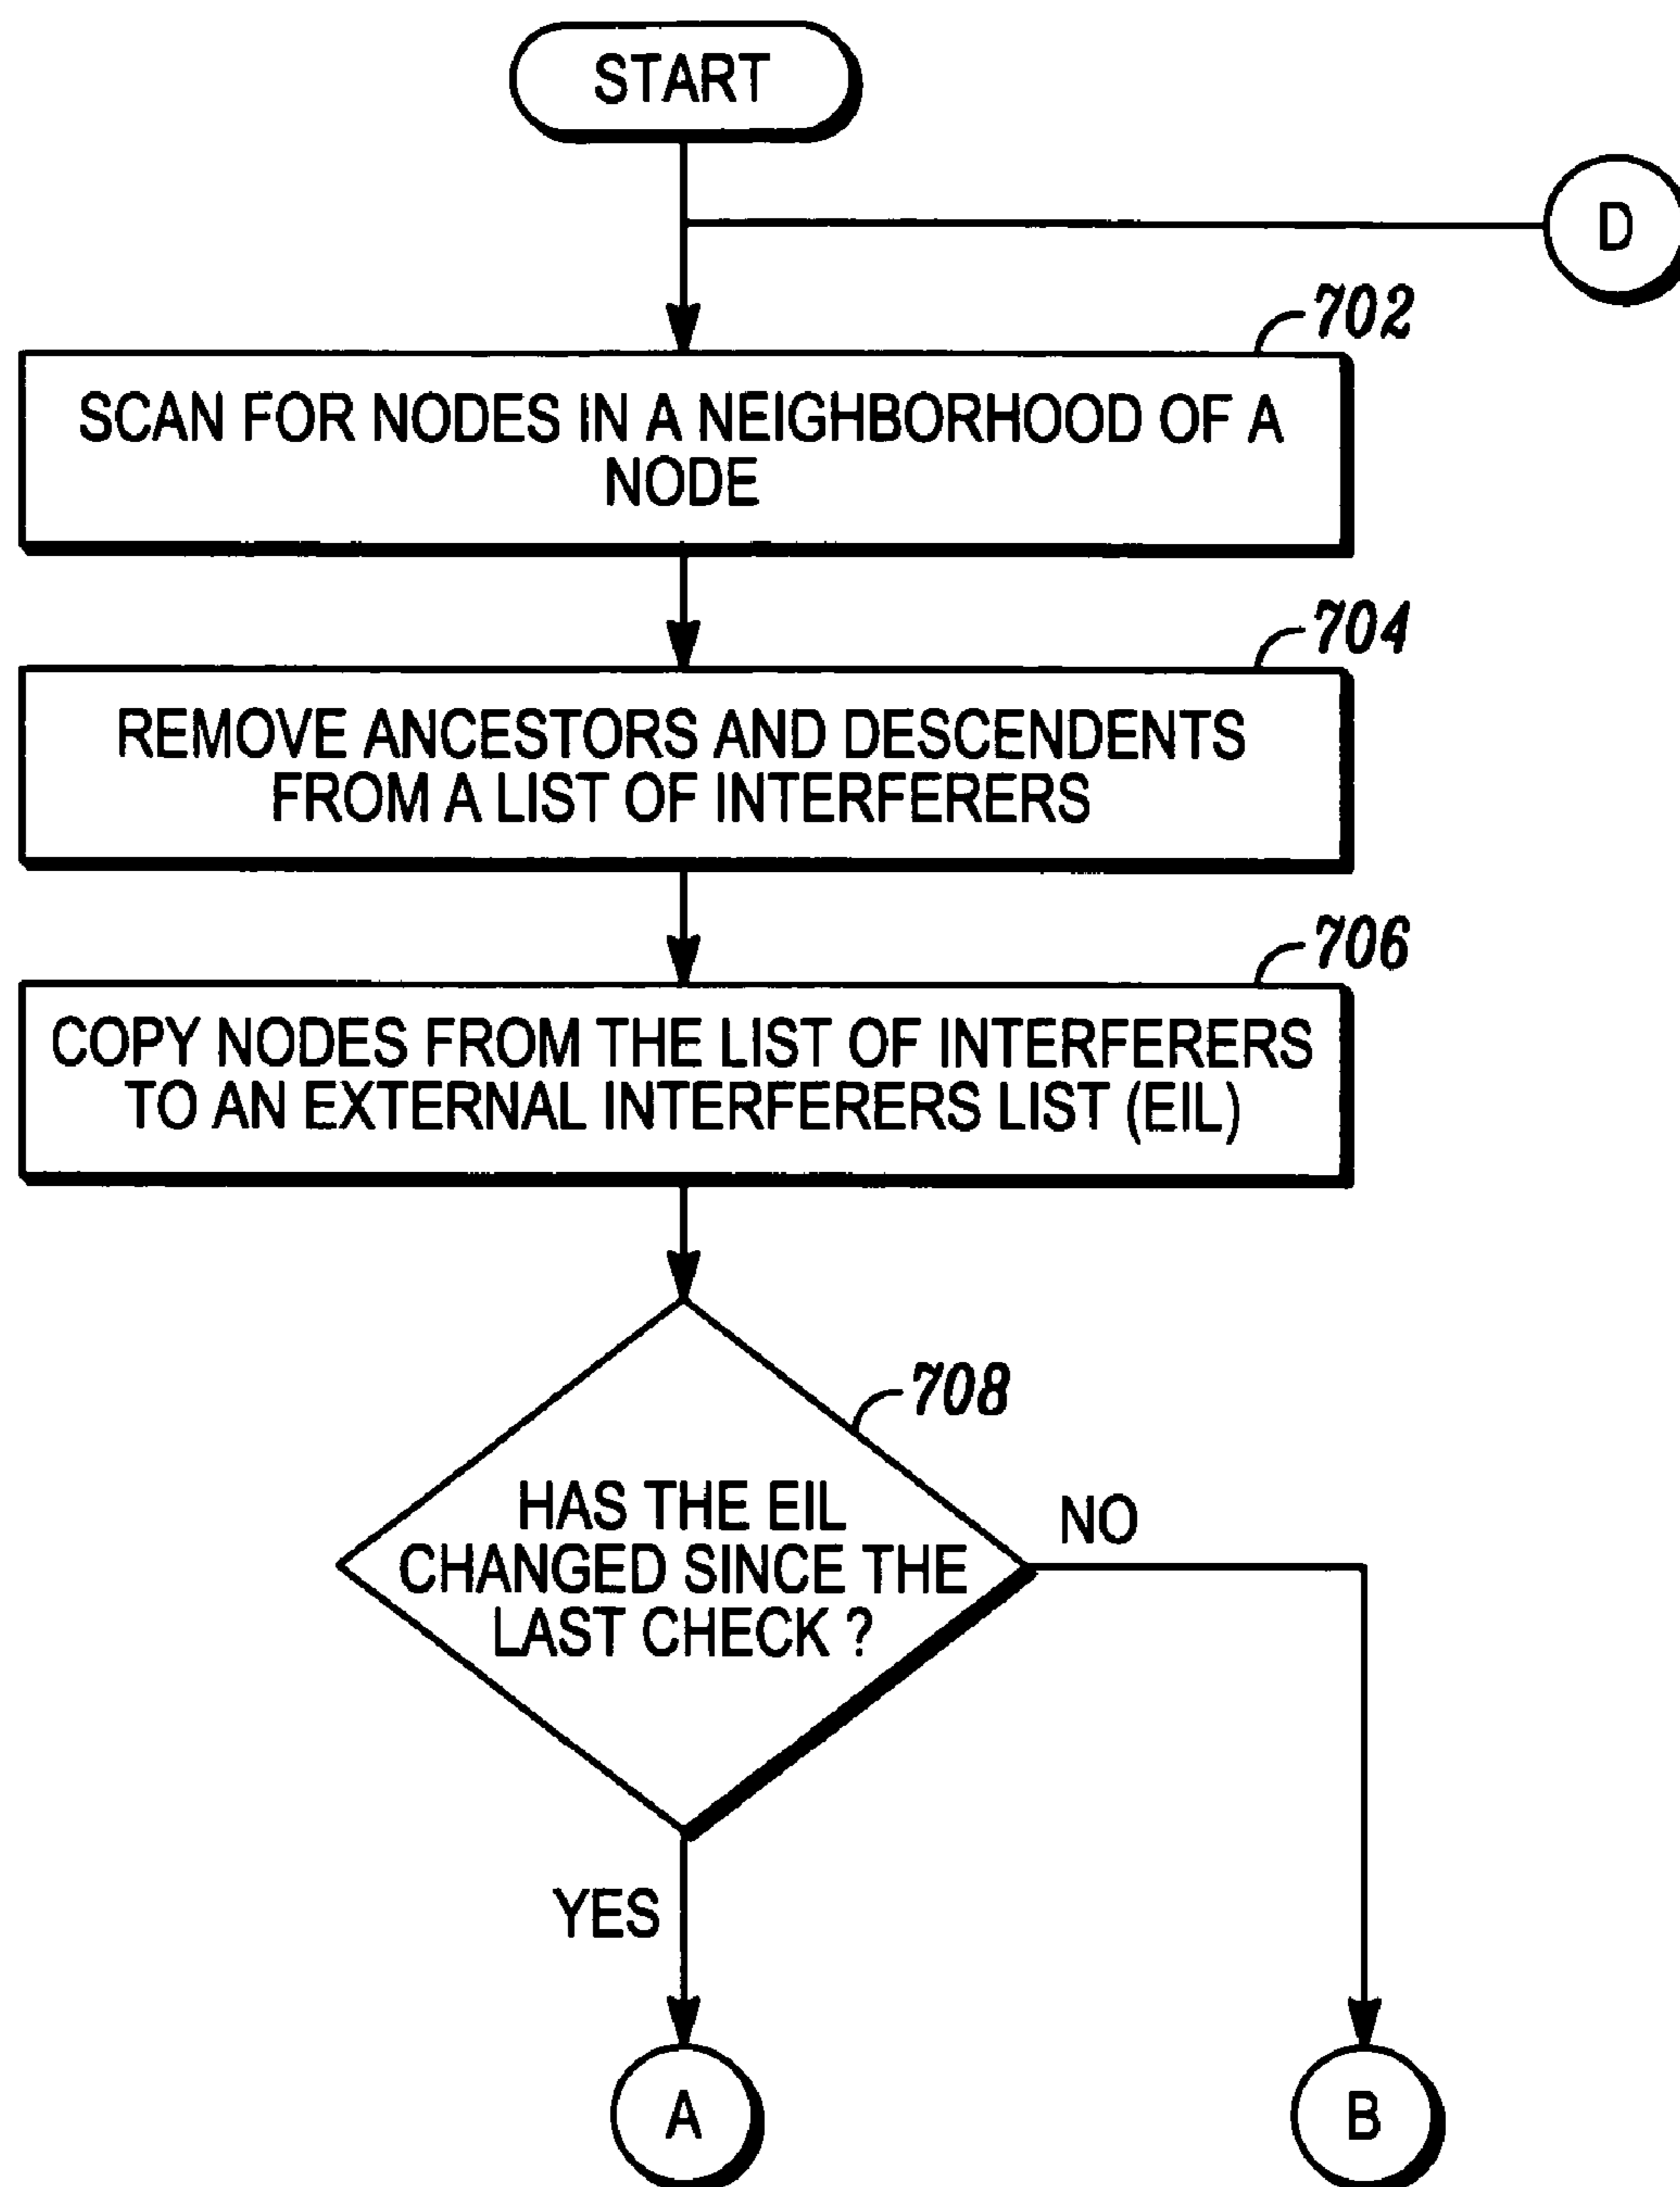 START
D
702
SCAN FOR NODES IN A NEIGHBORHOOD OF A
NODE
704
REMOVE ANCESTORS AND DESCENDENTS
FROM A LIST OF INTERFERERS
706
COPY NODES FROM THE LIST OF INTERFERERS
TO AN EXTERNAL INTERFERERS LIST (EIL)
708
HAS THE EIL
CHANGED SINCE THE
LAST CHECK ?
NO
YES
A
B